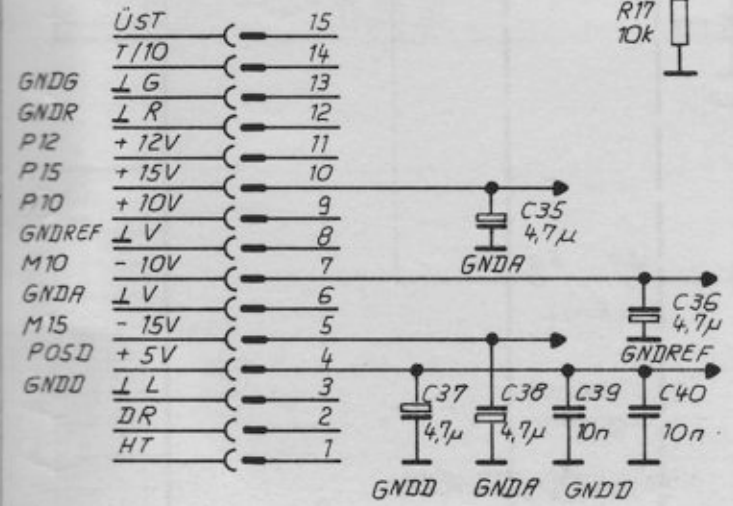 R17
10k
ÜST 15
T/10 14
GNDG ⊥ G 13
GNDR ⊥ R 12
P12 + 12V 11
P15 + 15V 10
P10 + 10V 9
GNDREF ⊥ V 8
M10 - 10V 7
GNDA ⊥ V 6
M15 - 15V 5
POSD + 5V 4
GNDD ⊥ L 3
DR 2
HT 1
C35
4,7µ
GNDA
C36
4,7µ
GNDREF
C37 C38 C39 C40
4,7µ 4,7µ 10n 10n
GNDD GNDA GNDD